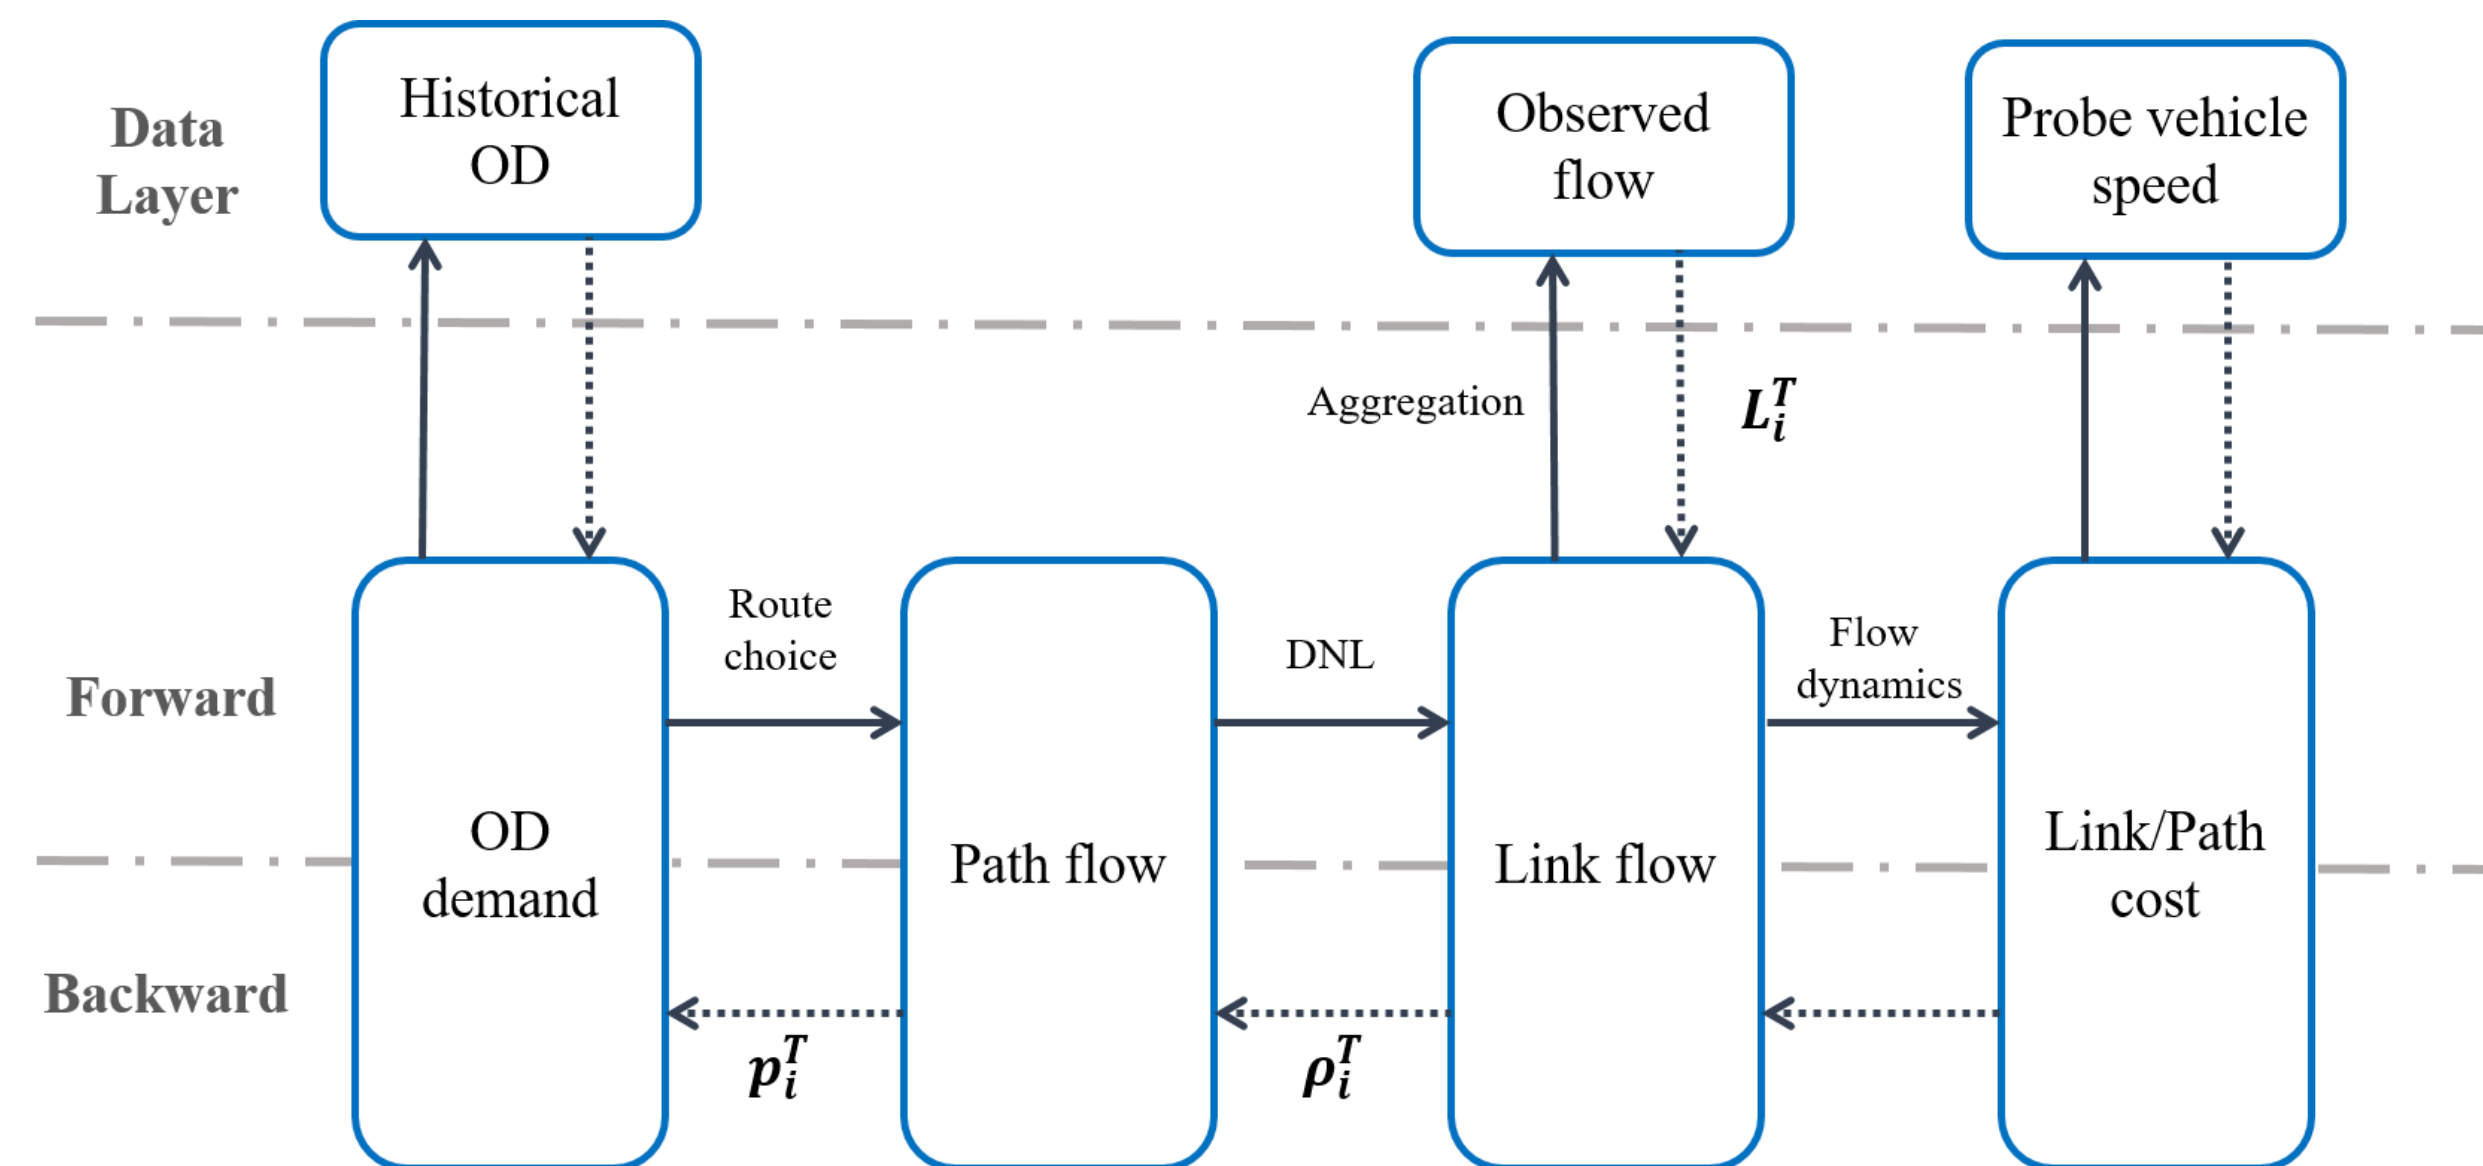 Data
Layer
Historical
OD
Observed
flow
Probe vehicle
speed
Aggregation
L_i^T
Forward
Route
choice
DNL
Flow
dynamics
OD
demand
Path flow
Link flow
Link/Path
cost
Backward
p_i^T
ρ_i^T